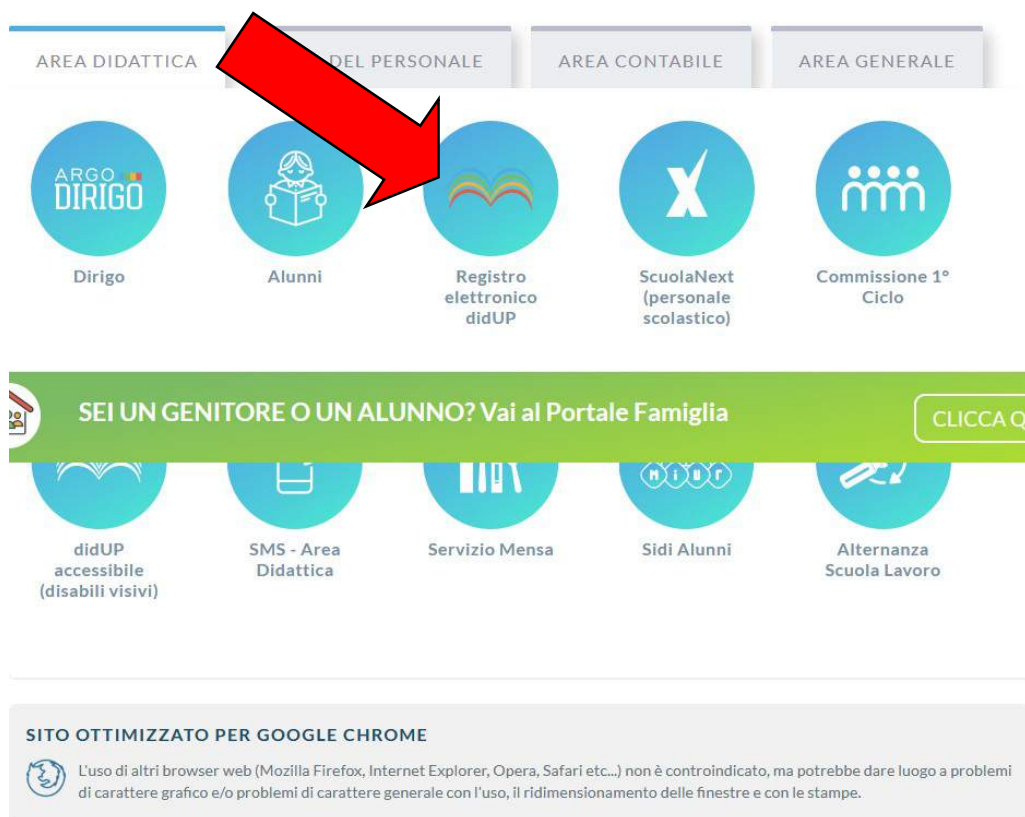 AREA DIDATTICA
DEL PERSONALE
AREA CONTABILE
AREA GENERALE
ARGO
DIRIGO
Dirigo
Alunni
Registro
elettronico
didUP
ScuolaNext
(personale
scolastico)
Commissione 1°
Ciclo
SEI UN GENITORE O UN ALUNNO? Vai al Portale Famiglia
CLICCA Q
miur
didUP
accessibile
(disabili visivi)
SMS - Area
Didattica
Servizio Mensa
Sidi Alunni
Alternanza
Scuola Lavoro
SITO OTTIMIZZATO PER GOOGLE CHROME
L'uso di altri browser web (Mozilla Firefox, Internet Explorer, Opera, Safari etc...) non è controindicato, ma potrebbe dare luogo a problemi
di carattere grafico e/o problemi di carattere generale con l'uso, il ridimensionamento delle finestre e con le stampe.